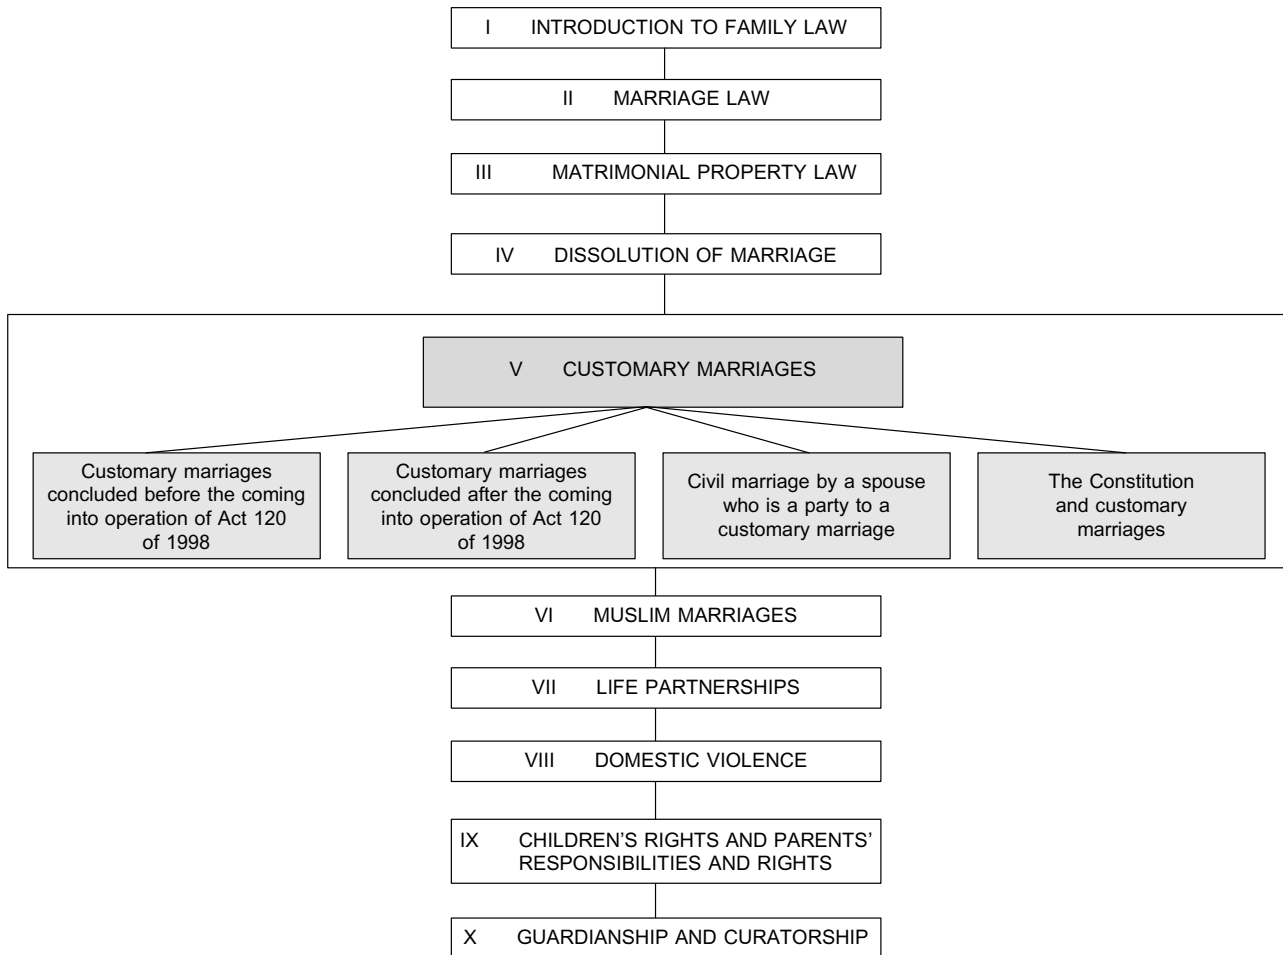 I INTRODUCTION TO FAMILY LAW
II MARRIAGE LAW
III MATRIMONIAL PROPERTY LAW
IV DISSOLUTION OF MARRIAGE
V CUSTOMARY MARRIAGES
Customary marriages
concluded before the coming
into operation of Act 120
of 1998
Customary marriages
concluded after the coming
into operation of Act 120
of 1998
Civil marriage by a spouse
who is a party to a
customary marriage
The Constitution
and customary
marriages
VI MUSLIM MARRIAGES
VII LIFE PARTNERSHIPS
VIII DOMESTIC VIOLENCE
IX CHILDREN’S RIGHTS AND PARENTS’
RESPONSIBILITIES AND RIGHTS
X GUARDIANSHIP AND CURATORSHIP